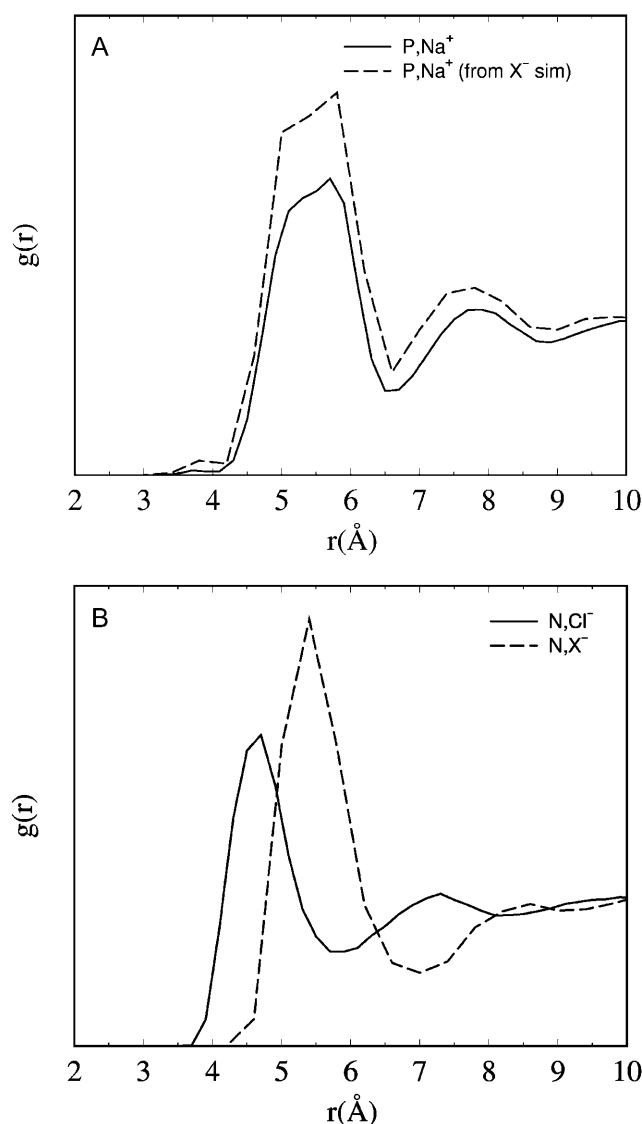 A
P,Na⁺
P,Na⁺ (from X⁻ sim)
g(r)
2 3 4 5 6 7 8 9 10
r(Å)
B
N,Cl⁻
N,X⁻
g(r)
2 3 4 5 6 7 8 9 10
r(Å)